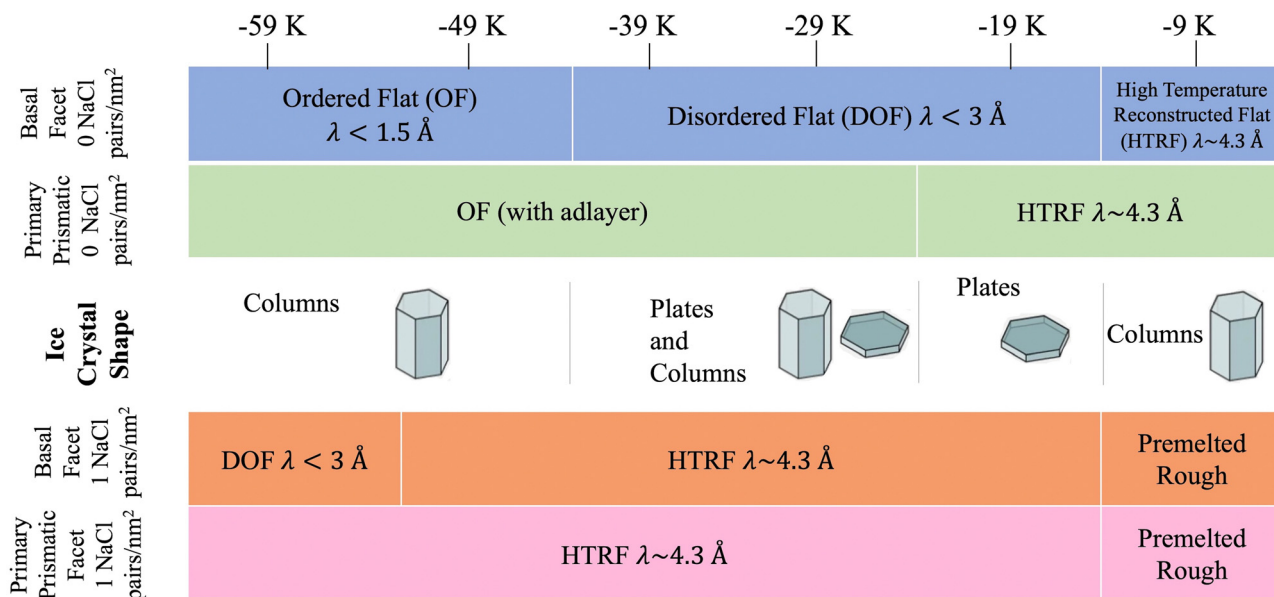 -59 K
-49 K
-39 K
-29 K
-19 K
-9 K
Basal
Facet
0 NaCl
pairs/nm²
Ordered Flat (OF)
λ < 1.5 Å
Disordered Flat (DOF) λ < 3 Å
High Temperature
Reconstructed Flat
(HTRF) λ~4.3 Å
Primary
Prismatic
0 NaCl
pairs/nm²
OF (with adlayer)
HTRF λ~4.3 Å
Ice
Crystal
Shape
Columns
Plates
and
Columns
Plates
Columns
Basal
Facet
1 NaCl
pairs/nm²
DOF λ < 3 Å
HTRF λ~4.3 Å
Premelted
Rough
Primary
Prismatic
Facet
1 NaCl
pairs/nm²
HTRF λ~4.3 Å
Premelted
Rough